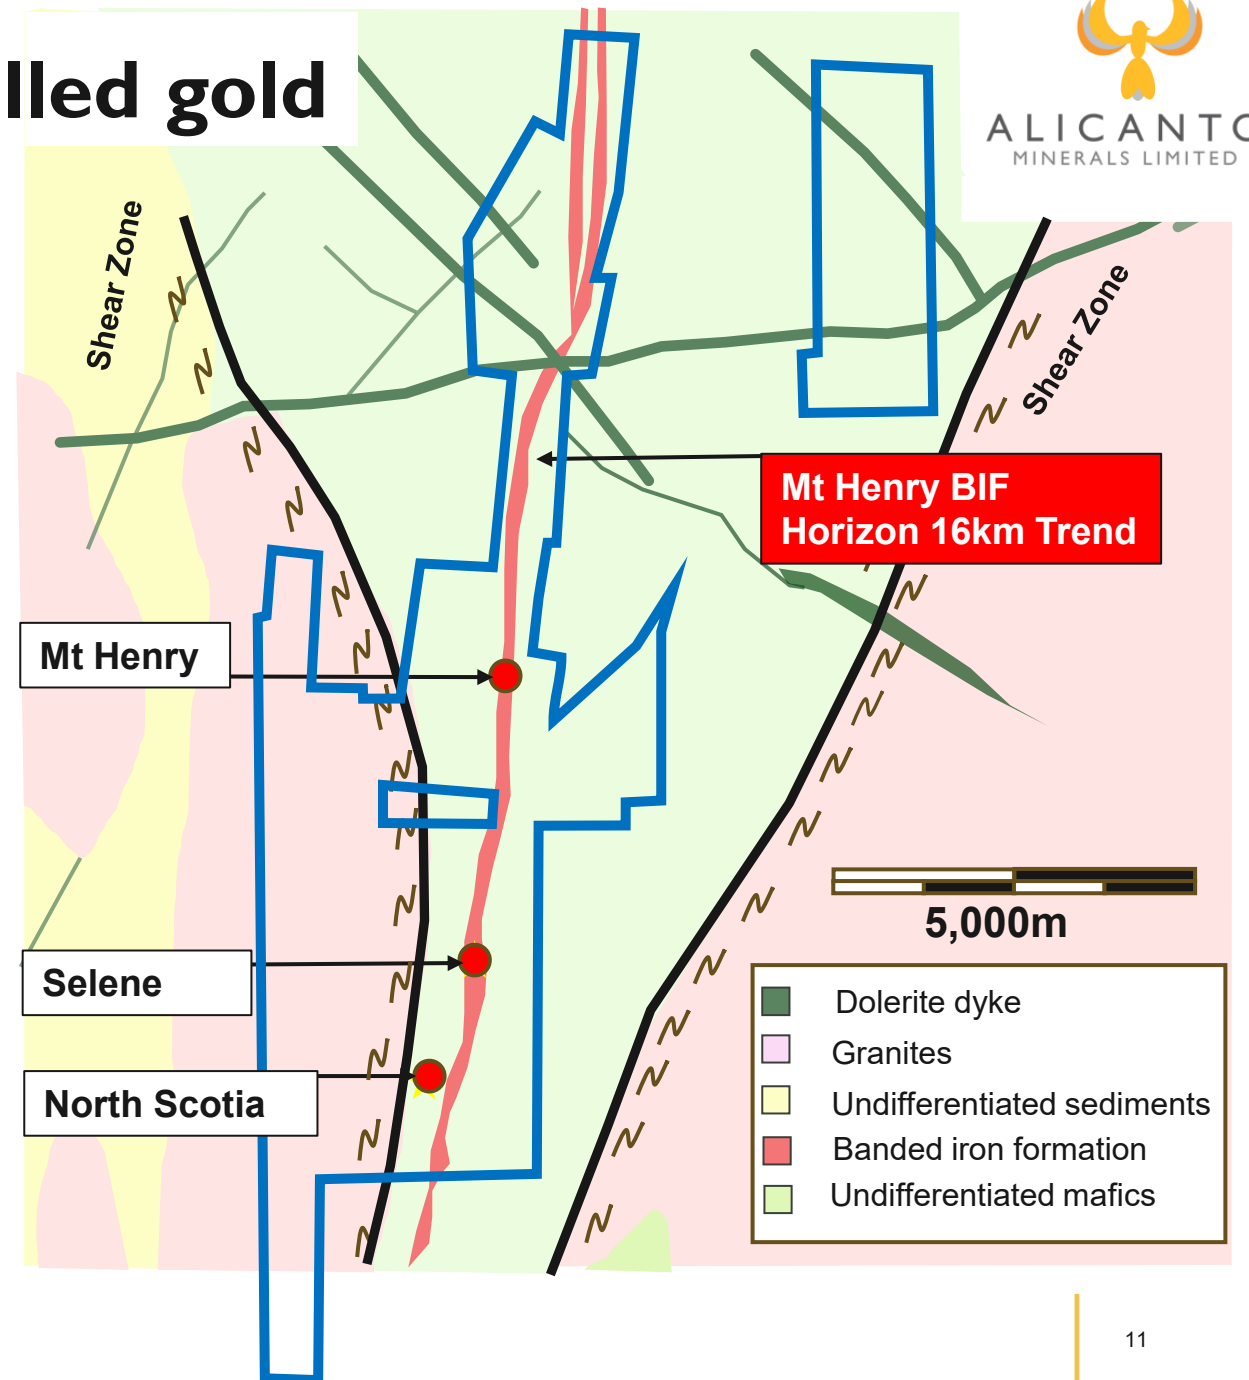 lled gold
ALICANTO
MINERALS LIMITED
Shear Zone
Shear Zone
Mt Henry BIF
Horizon 16km Trend
Mt Henry
Selene
North Scotia
5,000m
Dolerite dyke
Granites
Undifferentiated sediments
Banded iron formation
Undifferentiated mafics
11